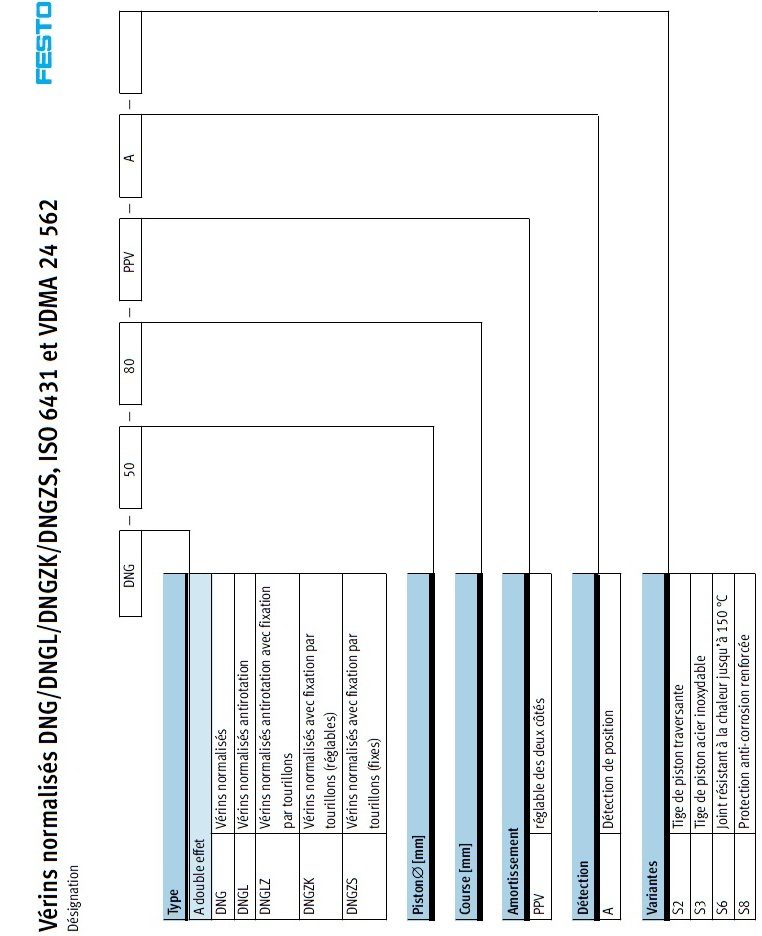 Vérins normalisés DNG/DNGL/DNGZK/DNGZS, ISO 6431 et VDMA 24 562
FESTO
Désignation
DNG – 50 – 80 – PPV – A –
Type
A double effet
DNG Vérins normalisés
DNGL Vérins normalisés antirotation
DNGLZ Vérins normalisés antirotation avec fixation
par tourillons
DNGZK Vérins normalisés avec fixation par
tourillons (réglables)
DNGZS Vérins normalisés avec fixation par
tourillons (fixes)
Piston∅ [mm]
Course [mm]
Amortissement
PPV réglable des deux côtés
Détection
A Détection de position
Variantes
S2 Tige de piston traversante
S3 Tige de piston acier inoxydable
S6 Joint résistant à la chaleur jusqu'à 150 °C
S8 Protection anti-corrosion renforcée